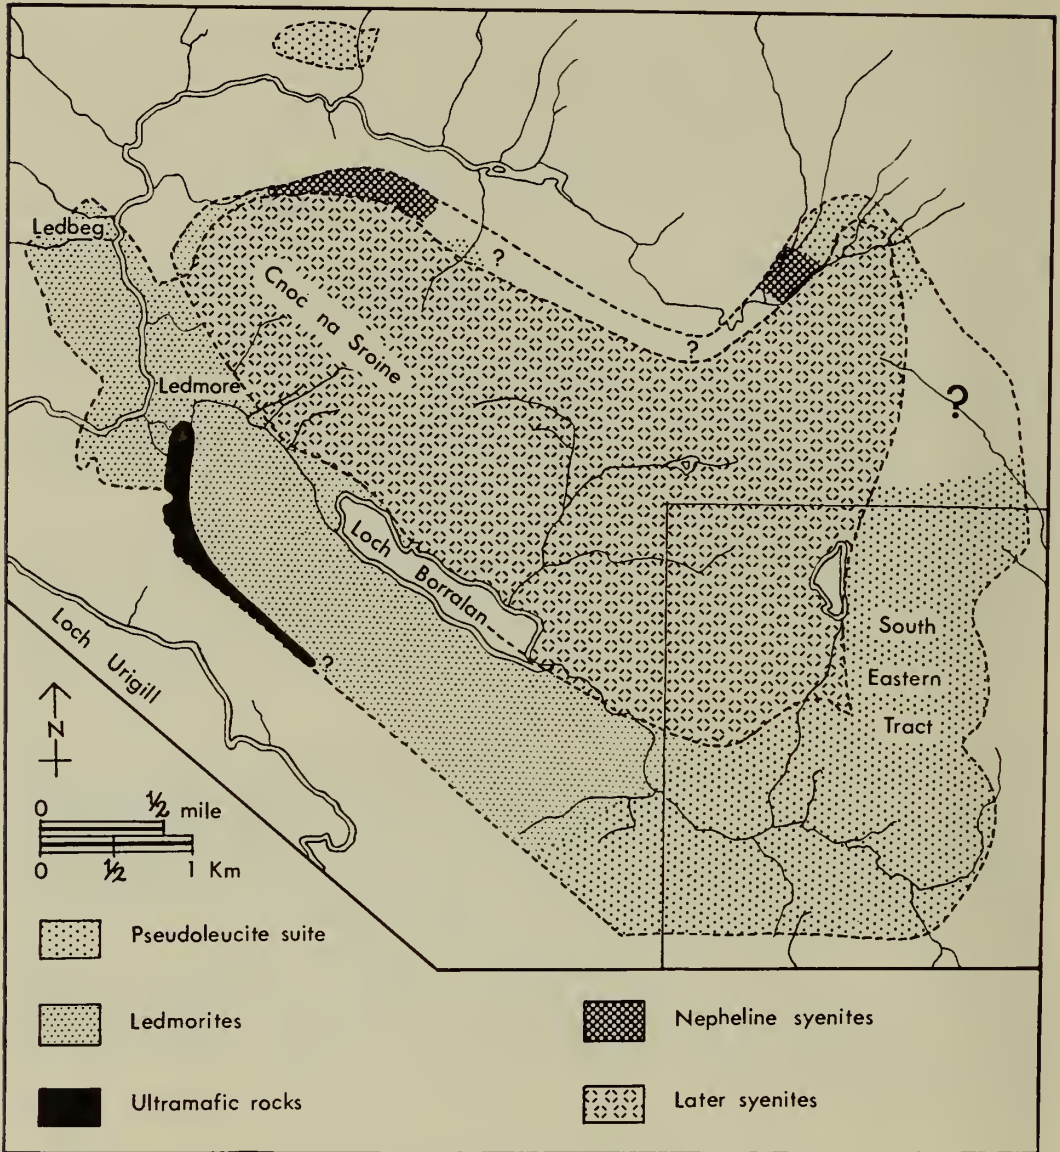 Ledbeg
?
Cnoc na Sroine
?
?
Ledmore
Loch Borralan
?
South
Eastern
Tract
Loch Urigill
N
0 ½ mile
0 ½ 1 Km
Pseudoleucite suite
Ledmorites
Ultramafic rocks
Nepheline syenites
Later syenites